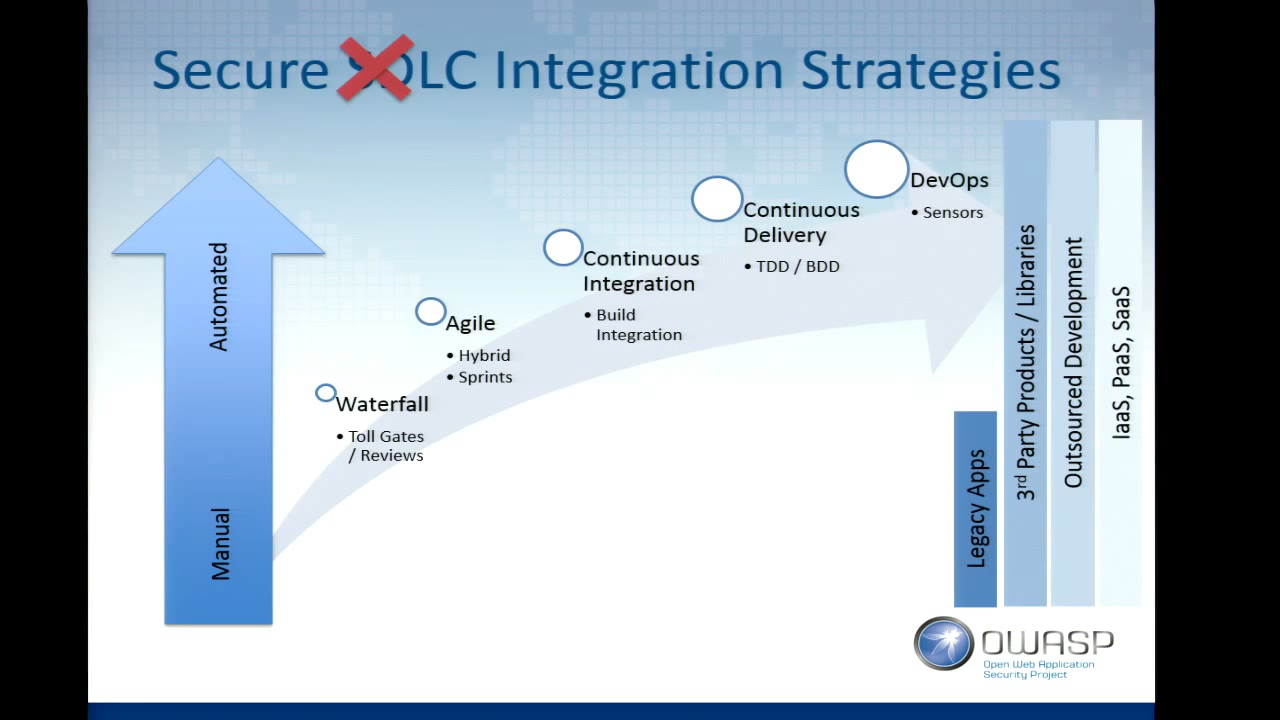 Secure SDLC Integration Strategies
Automated
Manual
Waterfall
• Toll Gates
/ Reviews
Agile
• Hybrid
• Sprints
Continuous
Integration
• Build
Integration
Continuous
Delivery
• TDD / BDD
DevOps
• Sensors
Legacy Apps
3rd Party Products / Libraries
Outsourced Development
IaaS, PaaS, SaaS
OWASP
Open Web Application
Security Project